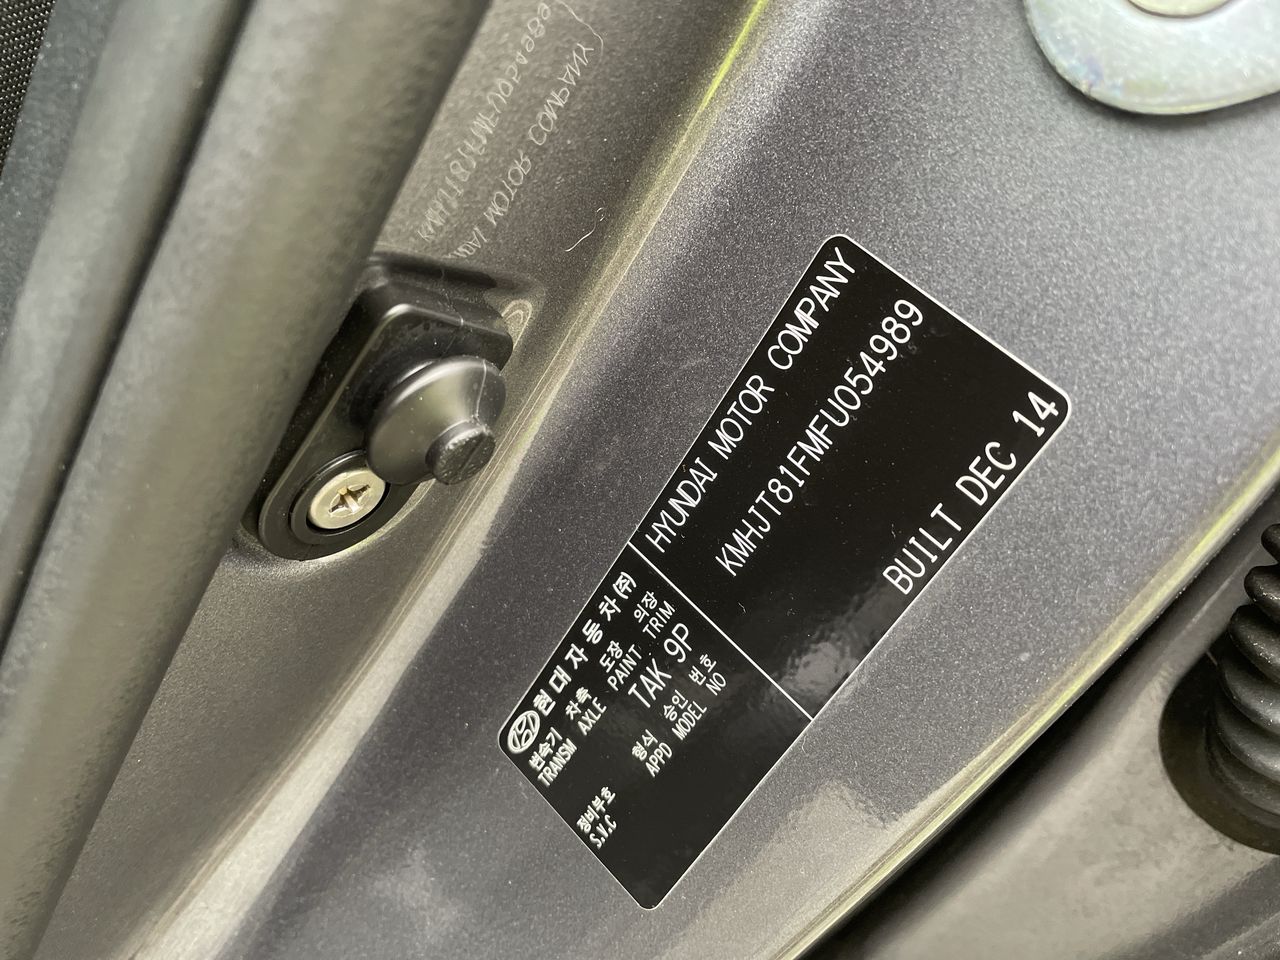 현대자동차(주)
변속기 차축 도장 의장
TRANSM AXLE PAINT TRIM
TAK 9P
형식 승인 번호
APPD MODEL NO
정비부호
S.V.C
HYUNDAI MOTOR COMPANY
KMHJT81FMFU054989
BUILT DEC 14